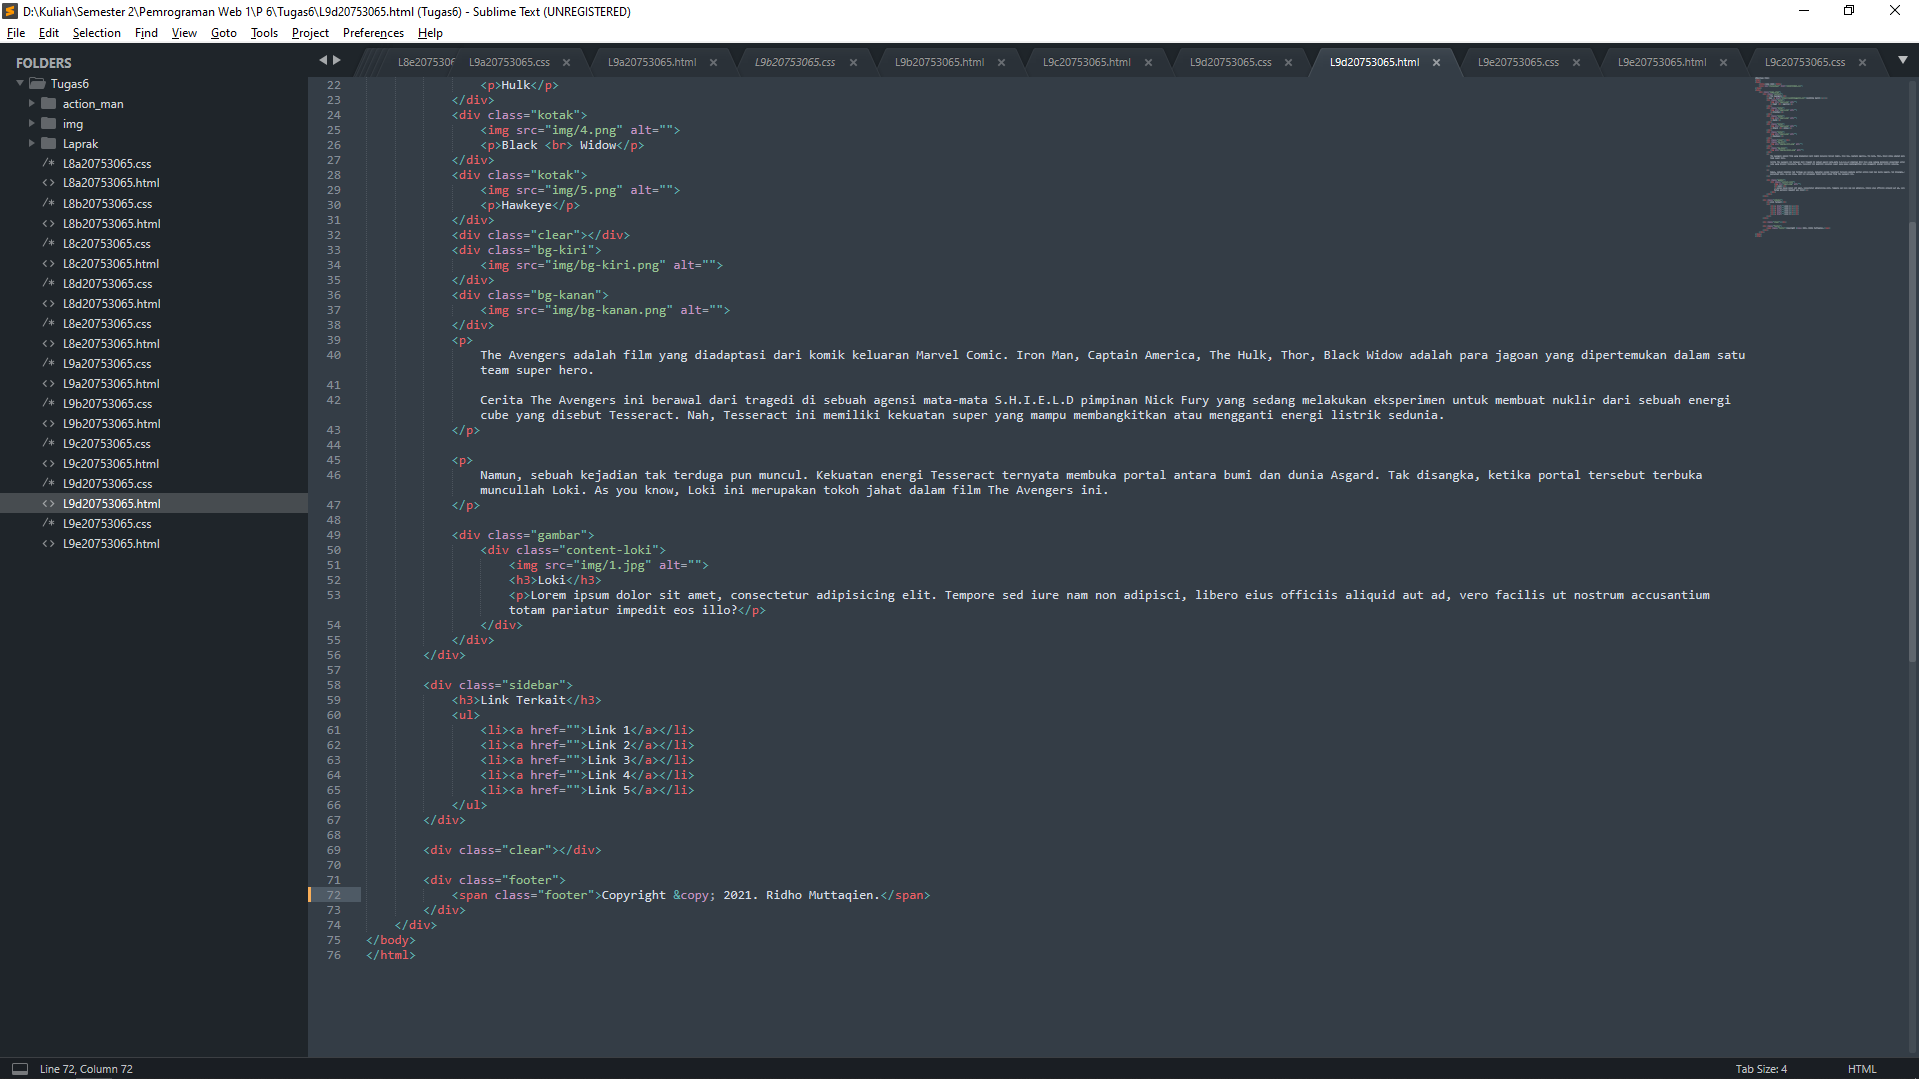 D:\Kuliah\Semester 2\Pemrograman Web 1\P 6\Tugas6\L9d20753065.html (Tugas6) - Sublime Text (UNREGISTERED)
File Edit Selection Find View Goto Tools Project Preferences Help
FOLDERS
Tugas6
action_man
img
Laprak
/* L8a20753065.css
<> L8a20753065.html
/* L8b20753065.css
<> L8b20753065.html
/* L8c20753065.css
<> L8c20753065.html
/* L8d20753065.css
<> L8d20753065.html
/* L8e20753065.css
<> L8e20753065.html
/* L9a20753065.css
<> L9a20753065.html
/* L9b20753065.css
<> L9b20753065.html
/* L9c20753065.css
<> L9c20753065.html
/* L9d20753065.css
<> L9d20753065.html
/* L9e20753065.css
<> L9e20753065.html
L8e2075306 L9a20753065.css L9a20753065.html L9b20753065.css L9b20753065.html L9c20753065.html L9d20753065.css L9d20753065.html L9e20753065.css L9e20753065.html L9c20753065.css
22 <p>Hulk</p>
23 </div>
24 <div class="kotak">
25 <img src="img/4.png" alt="">
26 <p>Black <br> Widow</p>
27 </div>
28 <div class="kotak">
29 <img src="img/5.png" alt="">
30 <p>Hawkeye</p>
31 </div>
32 <div class="clear"></div>
33 <div class="bg-kiri">
34 <img src="img/bg-kiri.png" alt="">
35 </div>
36 <div class="bg-kanan">
37 <img src="img/bg-kanan.png" alt="">
38 </div>
39 <p>
40 The Avengers adalah film yang diadaptasi dari komik keluaran Marvel Comic. Iron Man, Captain America, The Hulk, Thor, Black Widow adalah para jagoan yang dipertemukan dalam satu
team super hero.
41
42 Cerita The Avengers ini berawal dari tragedi di sebuah agensi mata-mata S.H.I.E.L.D pimpinan Nick Fury yang sedang melakukan eksperimen untuk membuat nuklir dari sebuah energi
cube yang disebut Tesseract. Nah, Tesseract ini memiliki kekuatan super yang mampu membangkitkan atau mengganti energi listrik sedunia.
43 </p>
44
45 <p>
46 Namun, sebuah kejadian tak terduga pun muncul. Kekuatan energi Tesseract ternyata membuka portal antara bumi dan dunia Asgard. Tak disangka, ketika portal tersebut terbuka
muncullah Loki. As you know, Loki ini merupakan tokoh jahat dalam film The Avengers ini.
47 </p>
48
49 <div class="gambar">
50 <div class="content-loki">
51 <img src="img/1.jpg" alt="">
52 <h3>Loki</h3>
53 <p>Lorem ipsum dolor sit amet, consectetur adipisicing elit. Tempore sed iure nam non adipisci, libero eius officiis aliquid aut ad, vero facilis ut nostrum accusantium
totam pariatur impedit eos illo?</p>
54 </div>
55 </div>
56 </div>
57
58 <div class="sidebar">
59 <h3>Link Terkait</h3>
60 <ul>
61 <li><a href="">Link 1</a></li>
62 <li><a href="">Link 2</a></li>
63 <li><a href="">Link 3</a></li>
64 <li><a href="">Link 4</a></li>
65 <li><a href="">Link 5</a></li>
66 </ul>
67 </div>
68
69 <div class="clear"></div>
70
71 <div class="footer">
72 <span class="footer">Copyright &copy; 2021. Ridho Muttaqien.</span>
73 </div>
74 </div>
75 </body>
76 </html>
Line 72, Column 72
Tab Size: 4 HTML